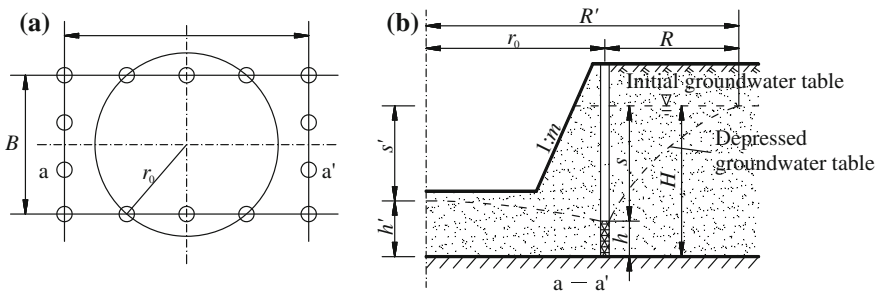 (a)
B
r₀
a
a'
(b)
R'
r₀
R
Initial groundwater table
1:m
Depressed
groundwater table
s'
s
H
h'
h
a – a'